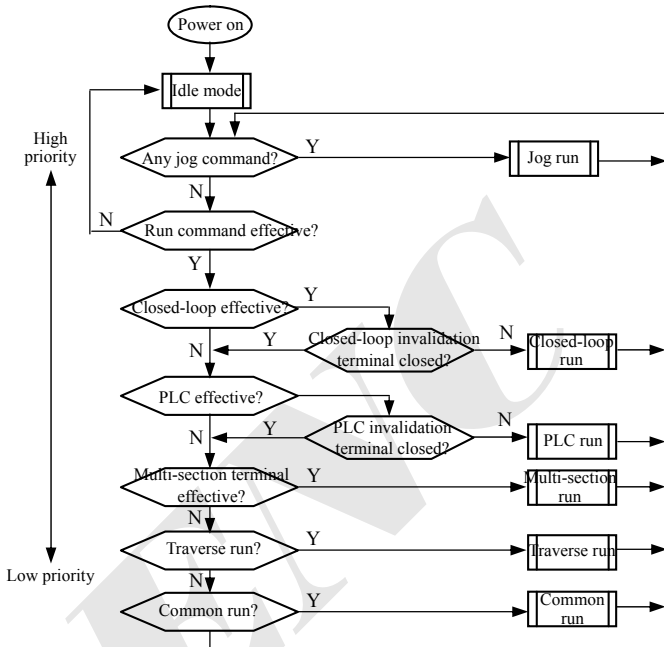 Power on
Idle mode
High
priority
Any jog command?
Y
Jog run
N
N
Run command effective?
Y
Closed-loop effective?
Y
N
Y
Closed-loop invalidation
terminal closed?
N
Closed-loop
run
PLC effective?
N
Y
PLC invalidation
terminal closed?
N
PLC run
Multi-section terminal
effective?
Y
Multi-section
run
N
Traverse run?
Y
Traverse run
Low priority
N
Common run?
Y
Common
run
ENC